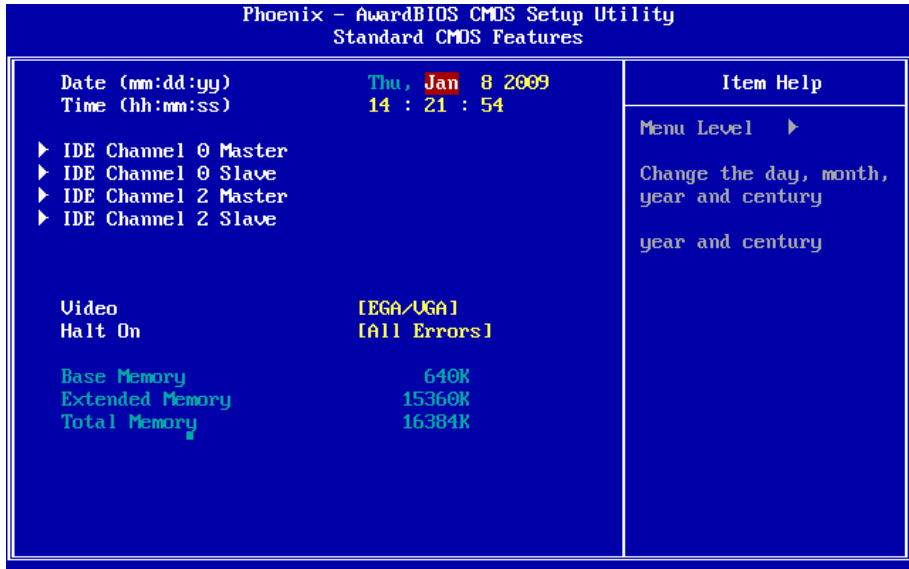 Phoenix - AwardBIOS CMOS Setup Utility
Standard CMOS Features
Date (mm:dd:yy) Thu, Jan 8 2009
Time (hh:mm:ss) 14 : 21 : 54
IDE Channel 0 Master
IDE Channel 0 Slave
IDE Channel 2 Master
IDE Channel 2 Slave
Video [EGA/VGA]
Halt On [All Errors]
Base Memory 640K
Extended Memory 15360K
Total Memory 16384K
Item Help
Menu Level
Change the day, month,
year and century
year and century